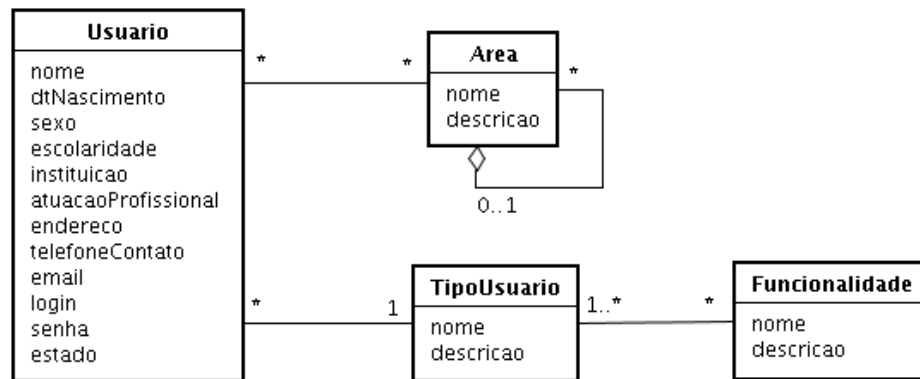 Usuario
nome
dtNascimento
sexo
escolaridade
instituicao
atuacaoProfissional
endereco
telefoneContato
email
login
senha
estado
*
*
Area
nome
descricao
*
0..1
*
1
TipoUsuario
nome
descricao
1..*
*
Funcionalidade
nome
descricao